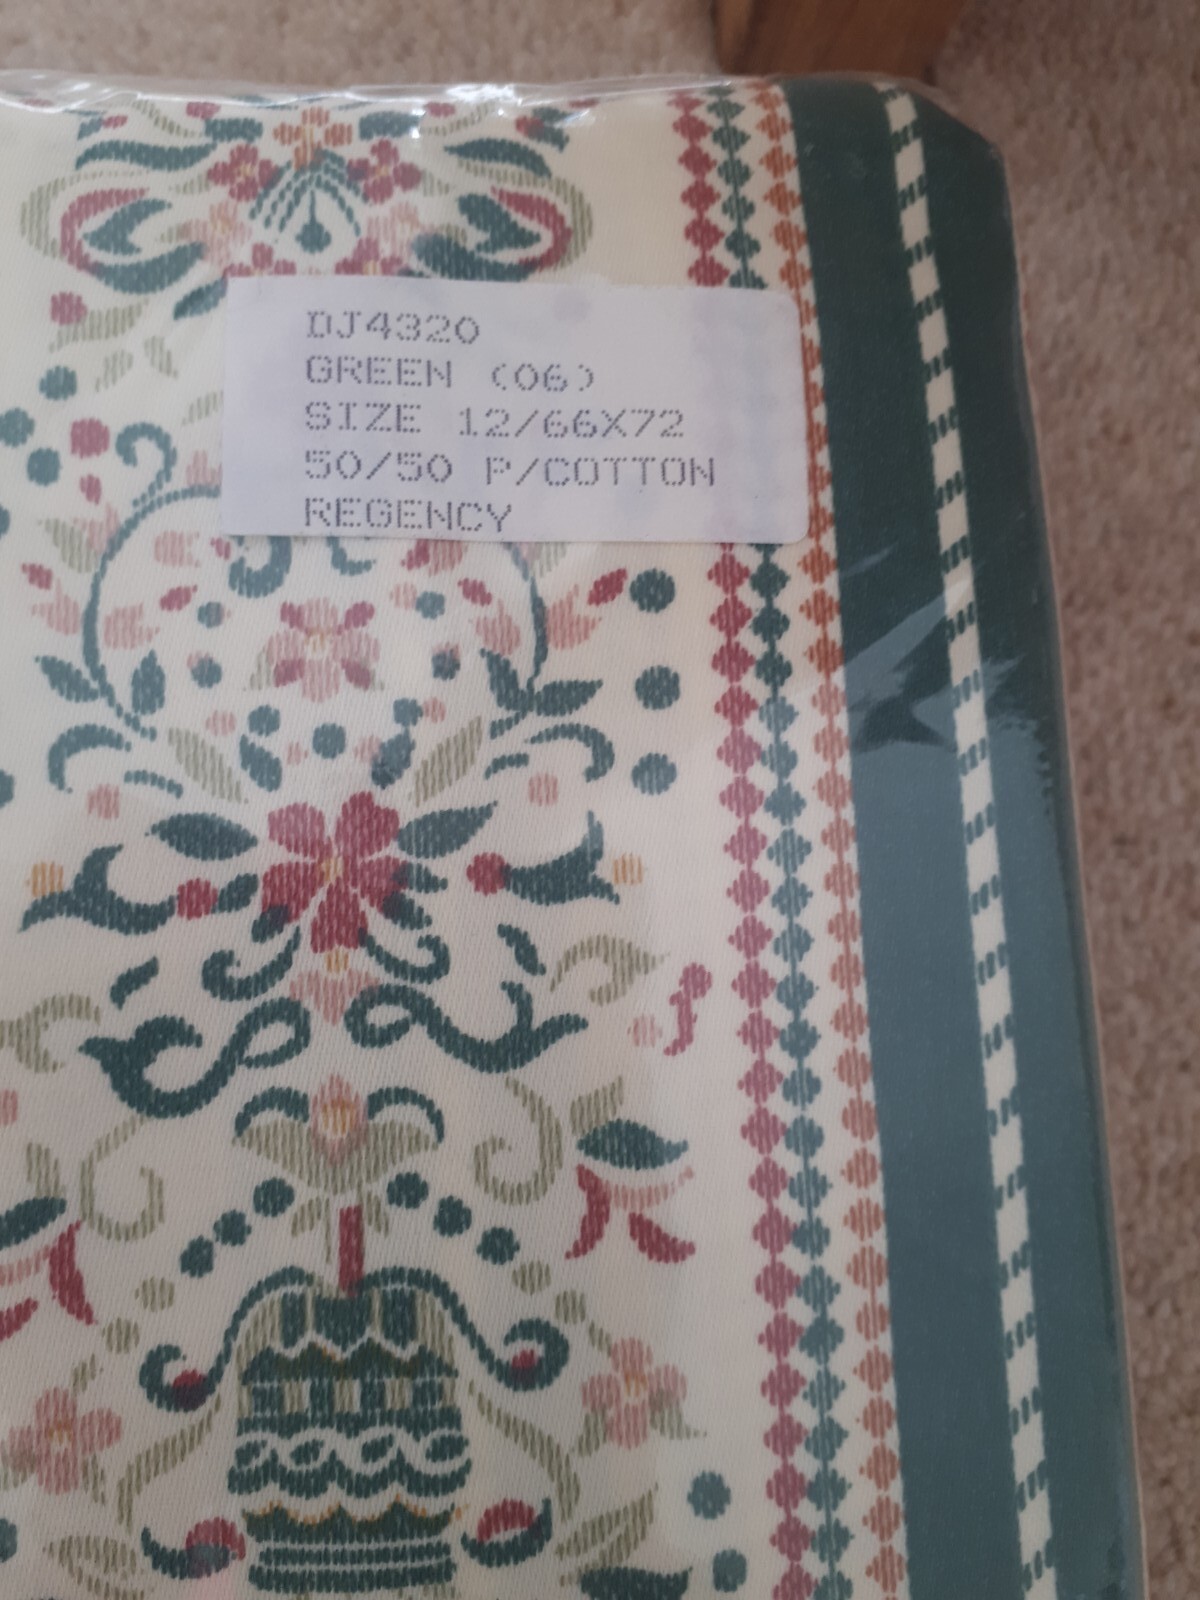 DJ4320
GREEN (06)
SIZE 12/66X72
50/50 P/COTTON
REGENCY